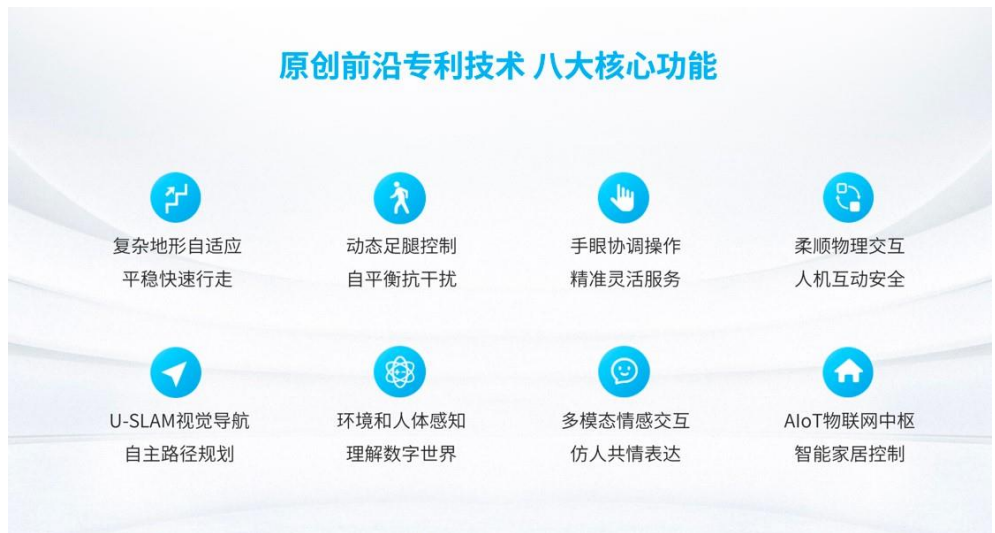 原创前沿专利技术 八大核心功能
复杂地形自适应
平稳快速行走
动态足腿控制
自平衡抗干扰
手眼协调操作
精准灵活服务
柔顺物理交互
人机互动安全
U-SLAM视觉导航
自主路径规划
环境和人体感知
理解数字世界
多模态情感交互
仿人共情表达
AIoT物联网中枢
智能家居控制